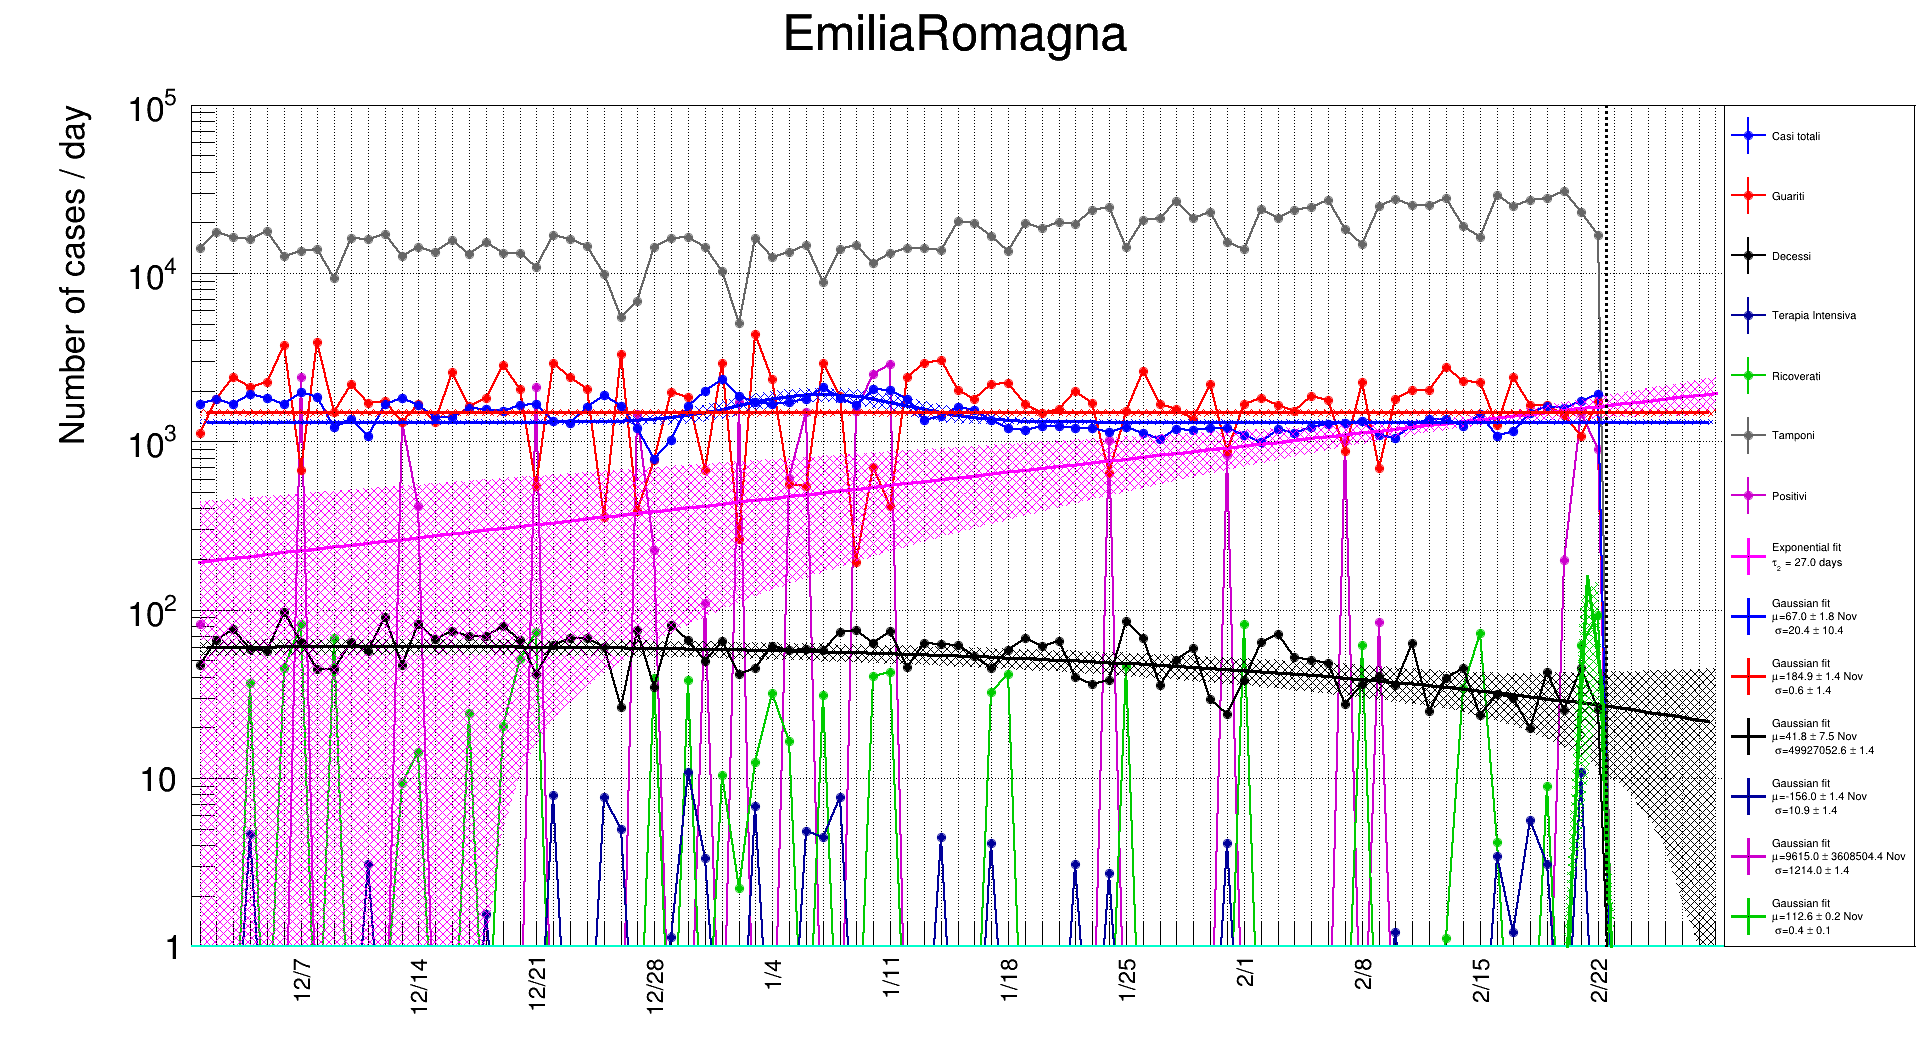 EmiliaRomagna
Number of cases / day
10^5
10^4
10^3
10^2
10
1
12/7
12/14
12/21
12/28
1/4
1/11
1/18
1/25
2/1
2/8
2/15
2/22
Casi totali
Guariti
Decessi
Terapia Intensiva
Ricoverati
Tamponi
Positivi
Exponential fit
τ_2 = 27.0 days
Gaussian fit
μ=67.0 ± 1.8 Nov
σ=20.4 ± 10.4
Gaussian fit
μ=184.9 ± 1.4 Nov
σ=0.6 ± 1.4
Gaussian fit
μ=41.8 ± 7.5 Nov
σ=49927052.6 ± 1.4
Gaussian fit
μ=-156.0 ± 1.4 Nov
σ=10.9 ± 1.4
Gaussian fit
μ=9615.0 ± 3608504.4 Nov
σ=1214.0 ± 1.4
Gaussian fit
μ=112.6 ± 0.2 Nov
σ=0.4 ± 0.1